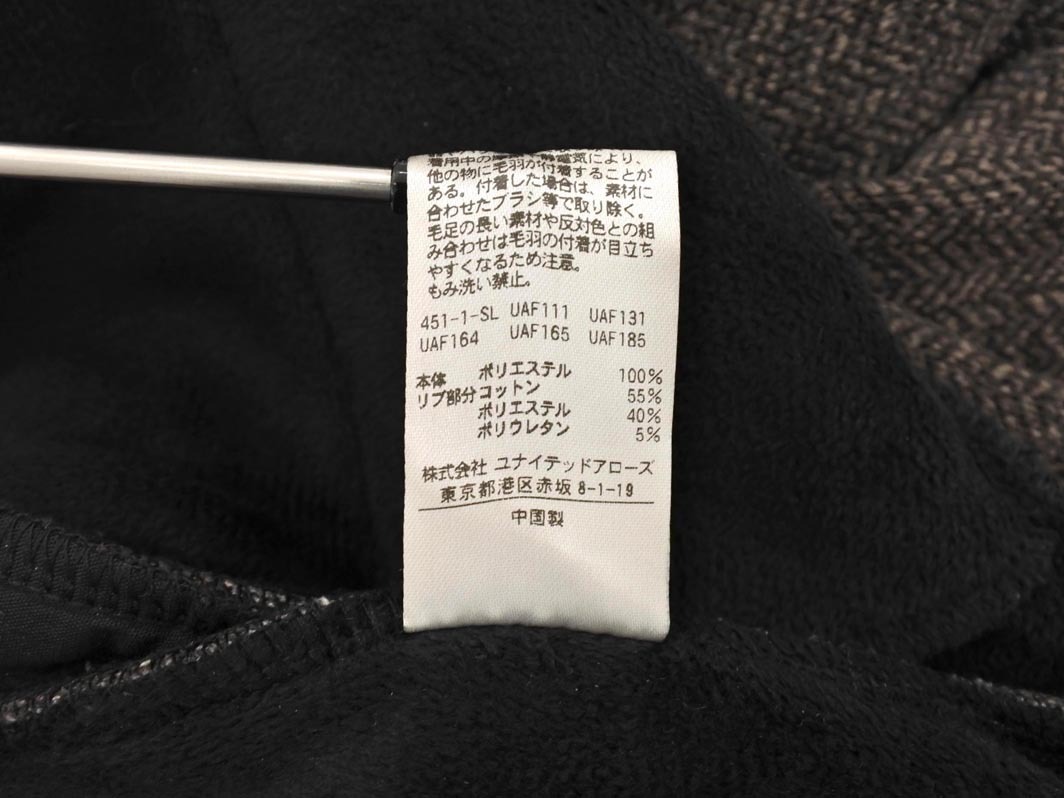 着用中の電気により、
他の物に毛羽が付着することが
ある。付着した場合は、素材に
合わせたブラシ等で取り除く。
毛足の長い素材や反対色との組
み合わせは毛羽の付着が目立ち
やすくなるため注意。
もみ洗い禁止。
451-1-SL UAF111 UAF131
UAF164 UAF165 UAF185
本体 ポリエステル 100%
リブ部分 コットン 55%
ポリエステル 40%
ポリウレタン 5%
株式会社 ユナイテッドアローズ
東京都港区赤坂 8-1-19
中国製